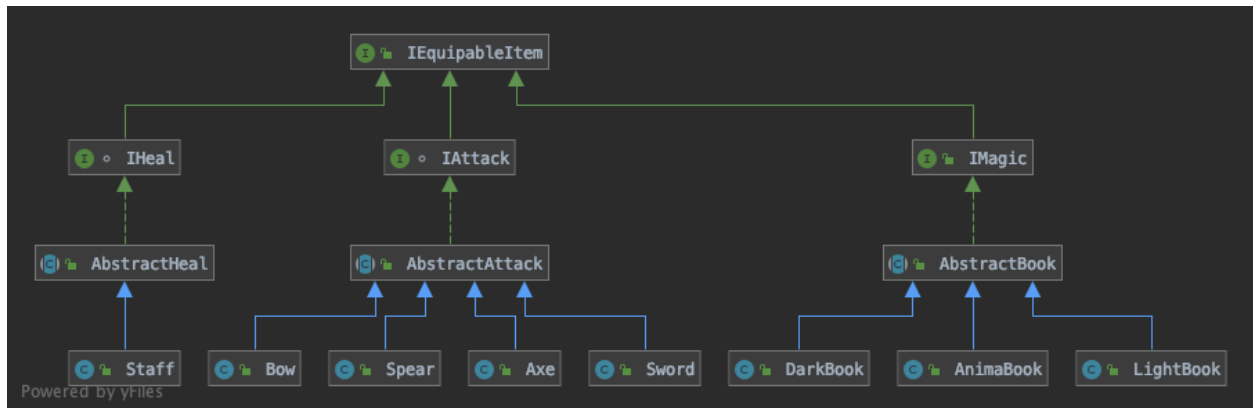 IEquipableItem
IHeal
IAttack
IMagic
AbstractHeal
AbstractAttack
AbstractBook
Staff
Bow
Spear
Axe
Sword
DarkBook
AnimaBook
LightBook
Powered by yFiles